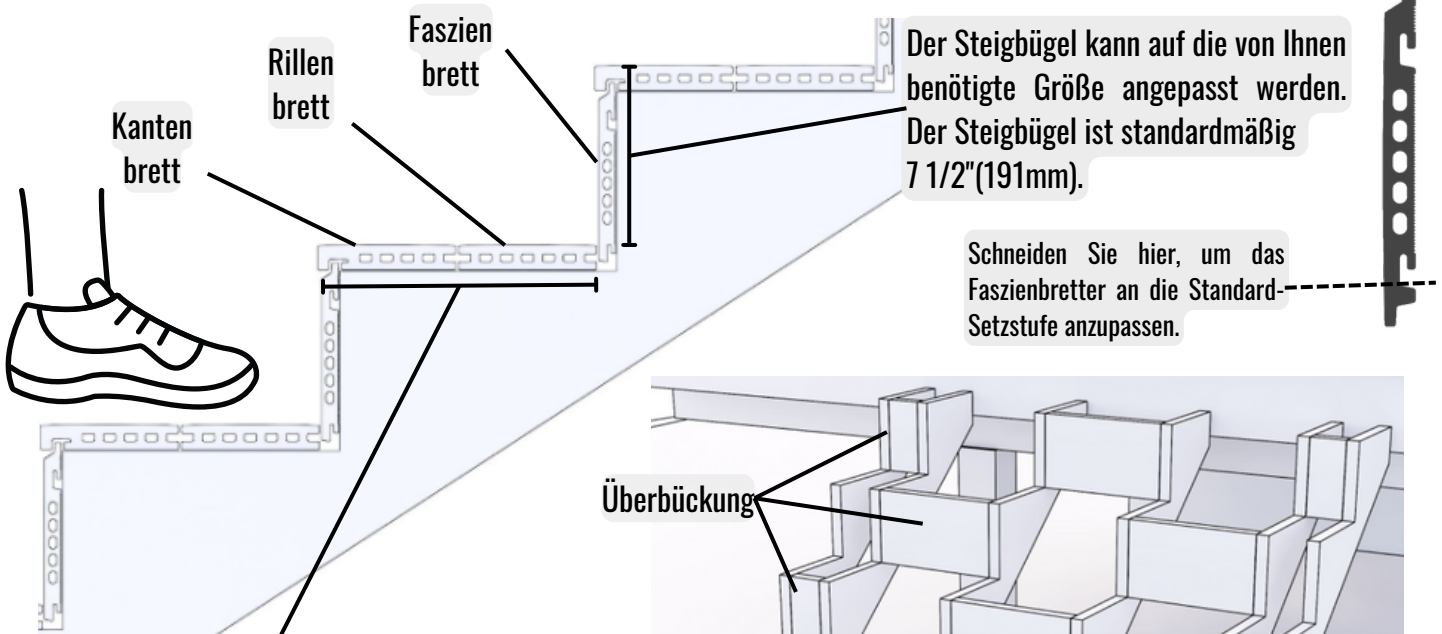 Faszien
brett
Rillen
brett
Kanten
brett
Der Steigbügel kann auf die von Ihnen
benötigte Größe angepasst werden.
Der Steigbügel ist standardmäßig
7 1/2"(191mm).
Schneiden Sie hier, um das
Faszienbretter an die Standard-
Setzstufe anzupassen.
Überbückung